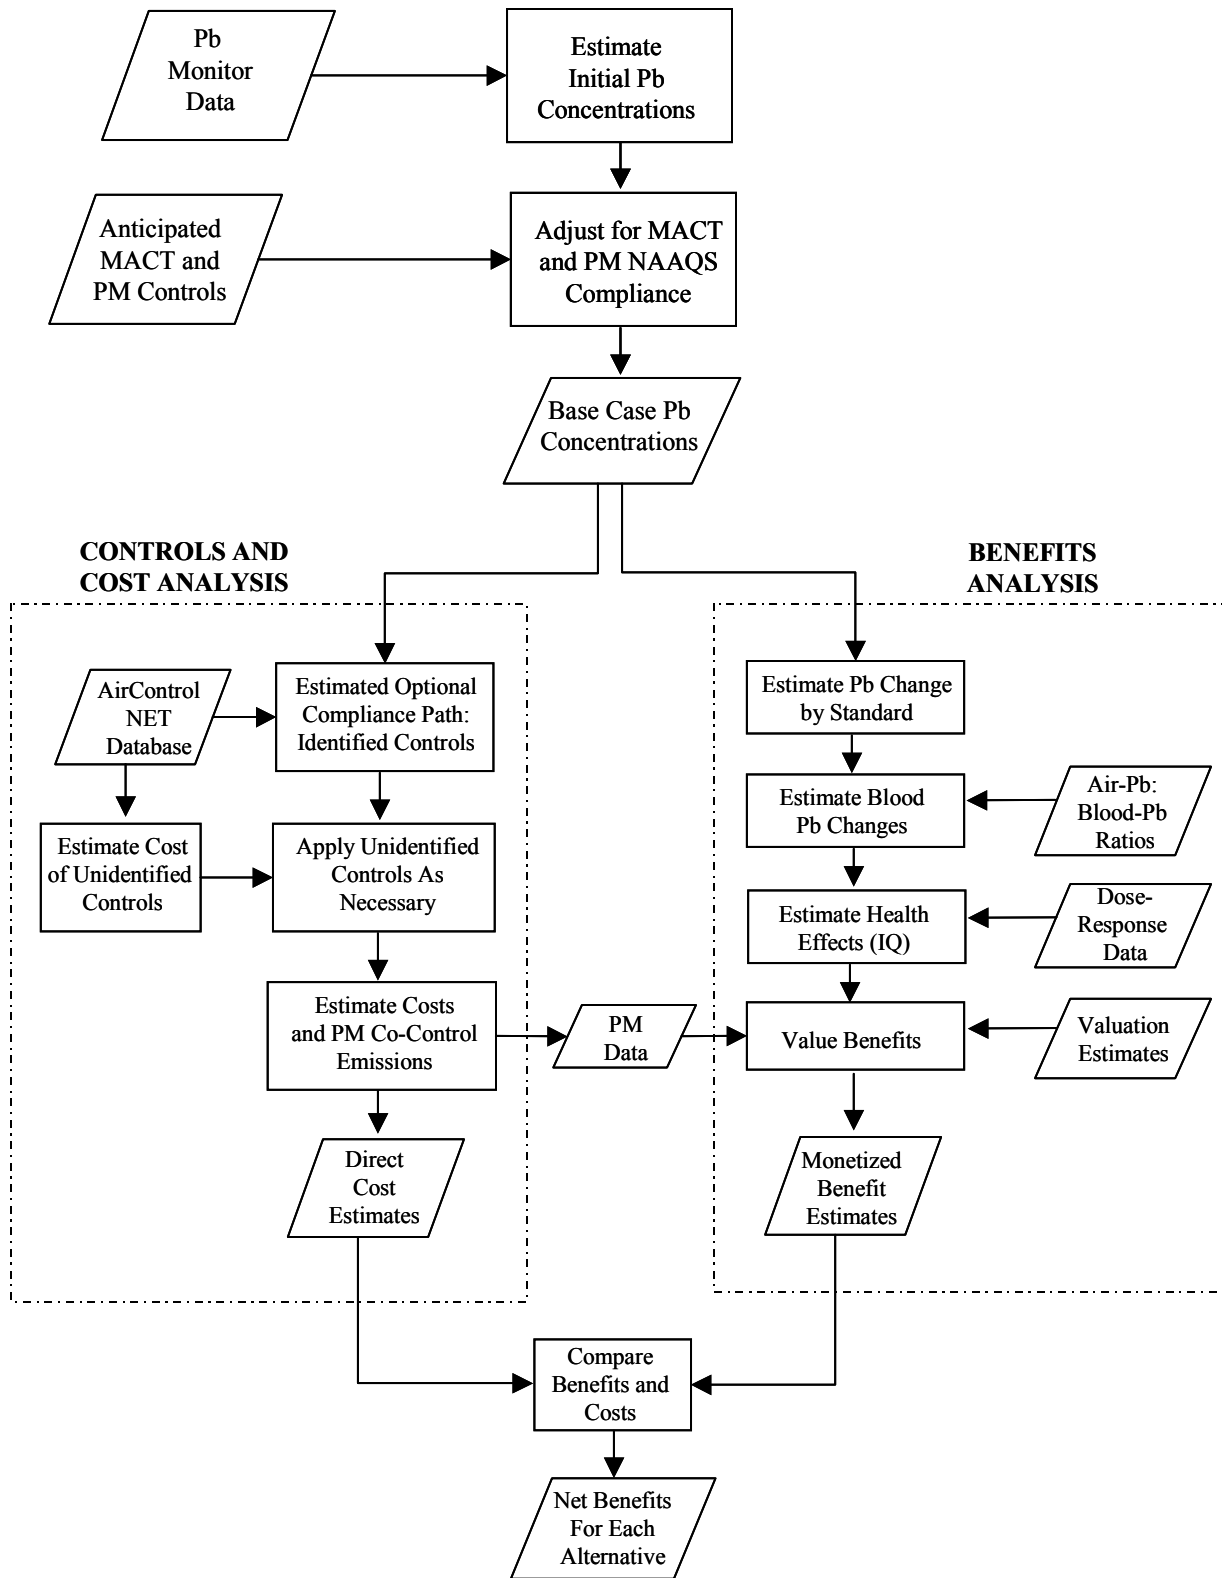 Pb
Monitor
Data
Estimate
Initial Pb
Concentrations
Anticipated
MACT and
PM Controls
Adjust for MACT
and PM NAAQS
Compliance
Base Case Pb
Concentrations
CONTROLS AND
COST ANALYSIS
BENEFITS
ANALYSIS
AirControl
NET
Database
Estimated Optional
Compliance Path:
Identified Controls
Estimate Cost
of Unidentified
Controls
Apply Unidentified
Controls As
Necessary
Estimate Costs
and PM Co-Control
Emissions
PM
Data
Direct
Cost
Estimates
Estimate Pb Change
by Standard
Estimate Blood
Pb Changes
Air-Pb:
Blood-Pb
Ratios
Estimate Health
Effects (IQ)
Dose-
Response
Data
Value Benefits
Valuation
Estimates
Monetized
Benefit
Estimates
Compare
Benefits and
Costs
Net Benefits
For Each
Alternative